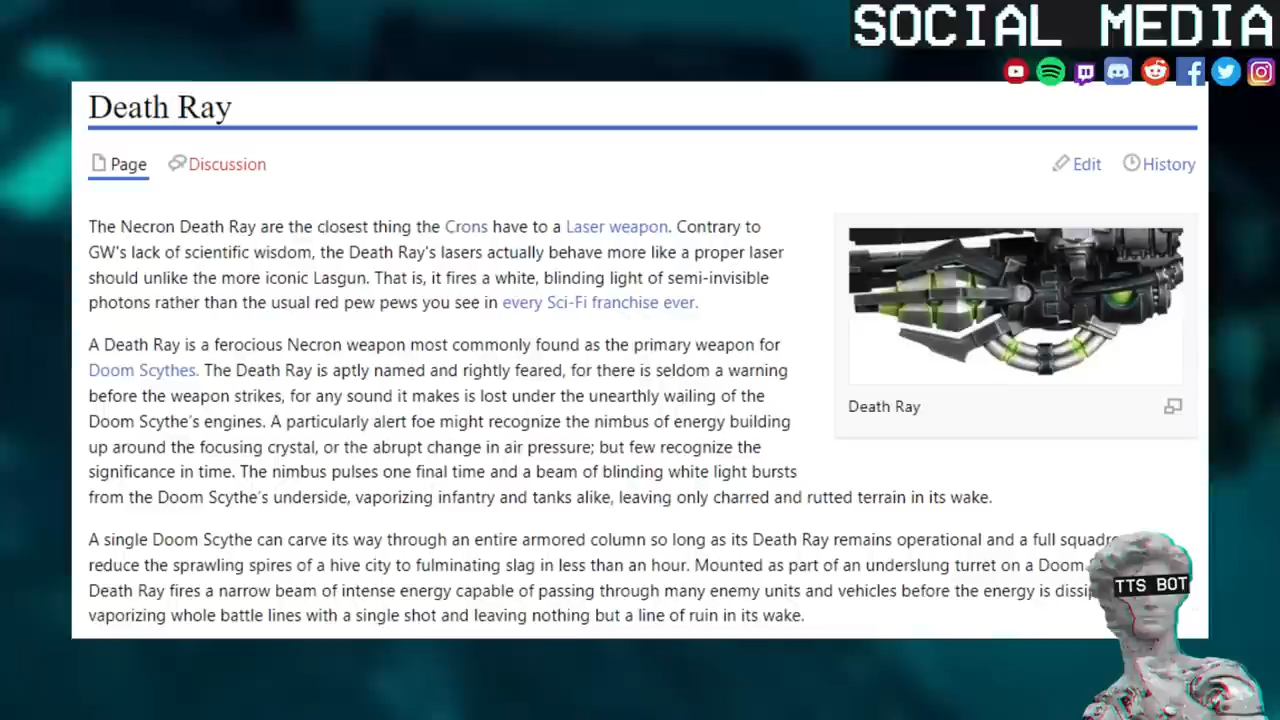 SOCIAL MEDIA
Death Ray
Page
Discussion
Edit
History
The Necron Death Ray are the closest thing the Crons have to a Laser weapon. Contrary to
GW's lack of scientific wisdom, the Death Ray's lasers actually behave more like a proper laser
should unlike the more iconic Lasgun. That is, it fires a white, blinding light of semi-invisible
photons rather than the usual red pew pews you see in every Sci-Fi franchise ever.
A Death Ray is a ferocious Necron weapon most commonly found as the primary weapon for
Doom Scythes. The Death Ray is aptly named and rightly feared, for there is seldom a warning
before the weapon strikes, for any sound it makes is lost under the unearthly wailing of the
Doom Scythe's engines. A particularly alert foe might recognize the nimbus of energy building
up around the focusing crystal, or the abrupt change in air pressure; but few recognize the
significance in time. The nimbus pulses one final time and a beam of blinding white light bursts
from the Doom Scythe's underside, vaporizing infantry and tanks alike, leaving only charred and rutted terrain in its wake.
Death Ray
A single Doom Scythe can carve its way through an entire armored column so long as its Death Ray remains operational and a full
reduce the sprawling spires of a hive city to fulminating slag in less than an hour. Mounted as part of an underslung turret on a Doom
Death Ray fires a narrow beam of intense energy capable of passing through many enemy units and vehicles before the energy is
vaporizing whole battle lines with a single shot and leaving nothing but a line of ruin in its wake.
TTS BOT